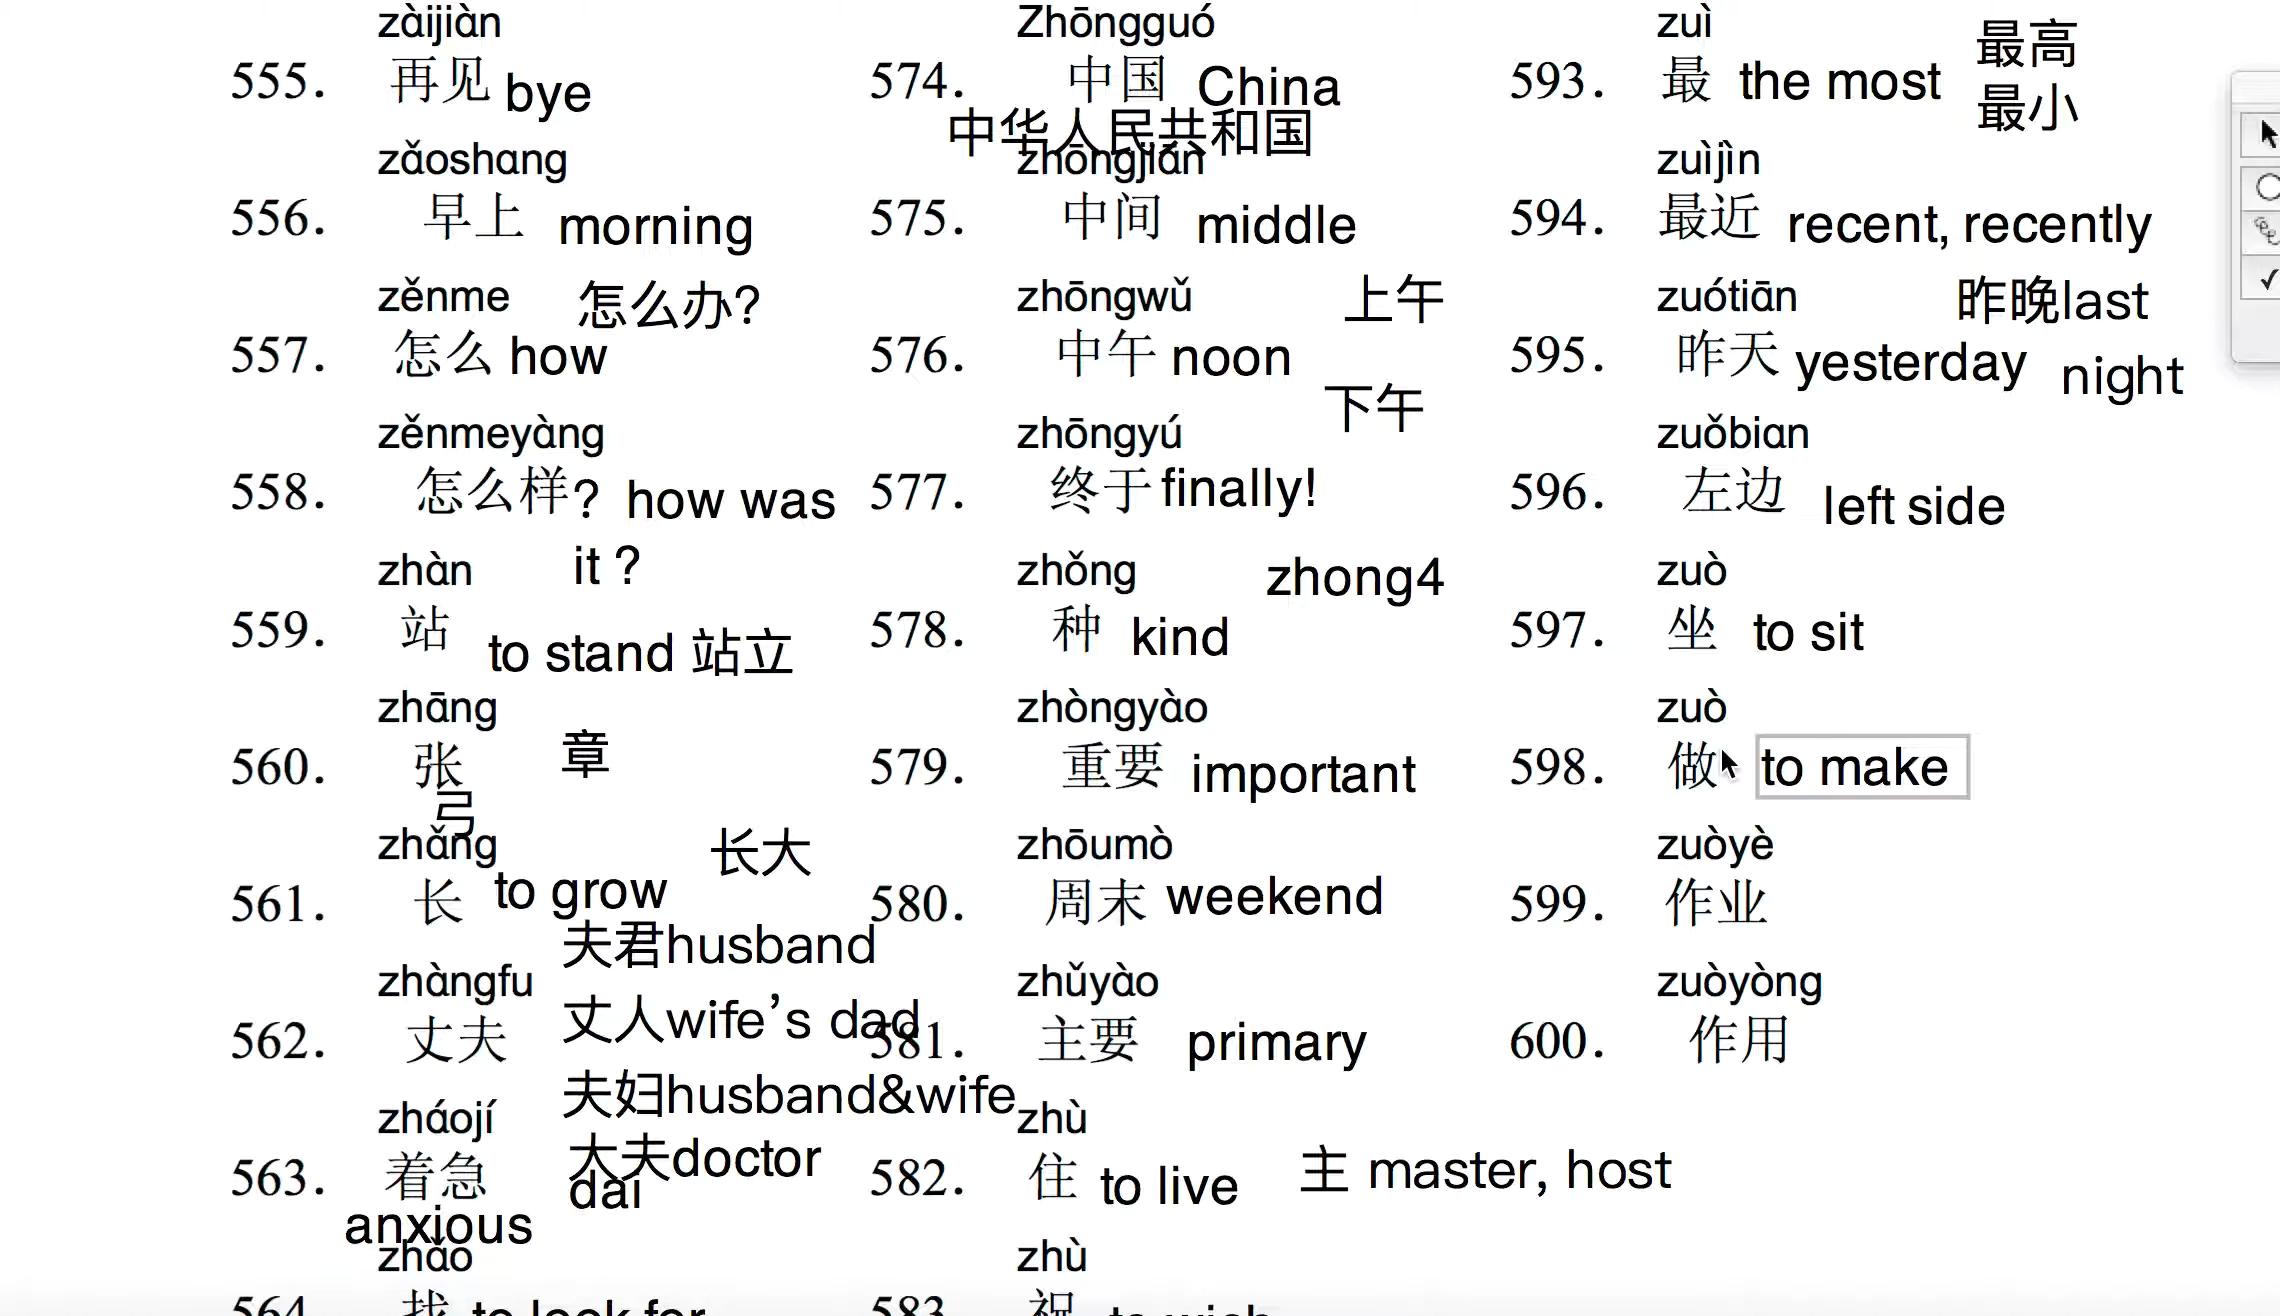 zàijiàn
555. 再见 bye
zǎoshang
556. 早上 morning
zěnme 怎么办?
557. 怎么 how
zěnmeyàng
558. 怎么样? how was
it ?
zhàn
559. 站 to stand 站立
zhāng
560. 张 章
弓
zhǎng 长大
561. 长 to grow
夫君husband
zhàngfu
562. 丈夫 丈人wife's dad
夫妇husband&wife
zháojí
563. 着急 大夫doctor
dai
anxious
zhǎo
564. 找 to look for
Zhōngguó
574. 中国 China
中华人民共和国
zhōngjiān
575. 中间 middle
zhōngwǔ 上午
576. 中午 noon
下午
zhōngyú
577. 终于 finally!
zhǒng zhong4
578. 种 kind
zhòngyào
579. 重要 important
zhōumò
580. 周末 weekend
zhǔyào
581. 主要 primary
zhù
582. 住 to live 主 master, host
zhù
583. 祝 to wish
zuì 最高
593. 最 the most
最小
zuìjìn
594. 最近 recent, recently
zuótiān 昨晚last
595. 昨天 yesterday night
zuǒbian
596. 左边 left side
zuò
597. 坐 to sit
zuò
598. 做 to make
zuòyè
599. 作业
zuòyòng
600. 作用